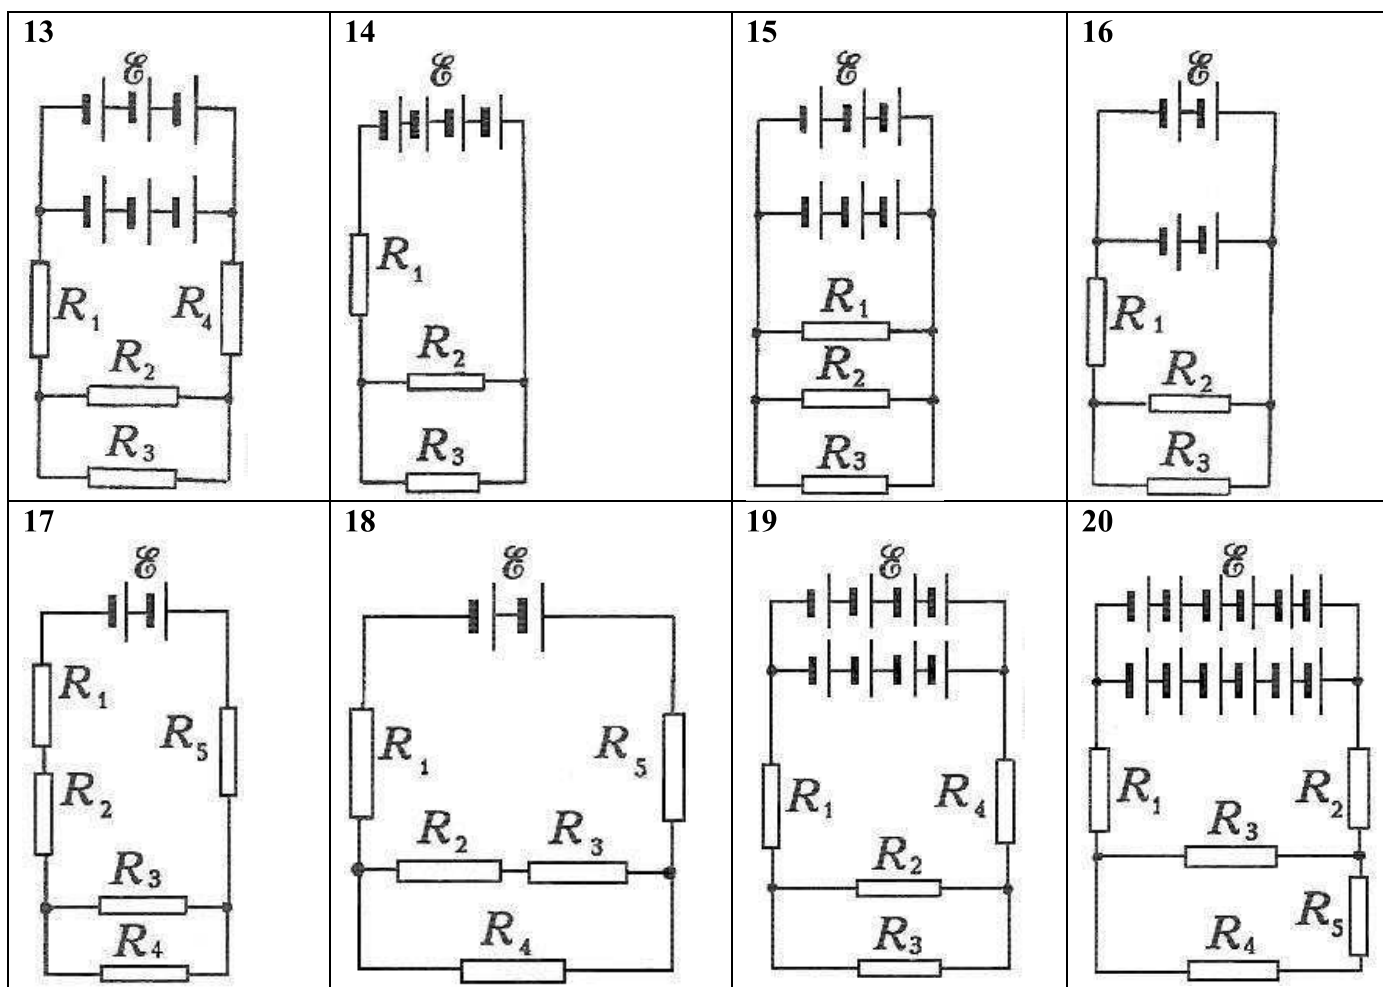 13
ℰ
R₁
R₄
R₂
R₃
14
ℰ
R₁
R₂
R₃
15
ℰ
R₁
R₂
R₃
16
ℰ
R₁
R₂
R₃
17
ℰ
R₁
R₅
R₂
R₃
R₄
18
ℰ
R₁
R₅
R₂
R₃
R₄
19
ℰ
R₁
R₄
R₂
R₃
20
ℰ
R₁
R₂
R₃
R₅
R₄